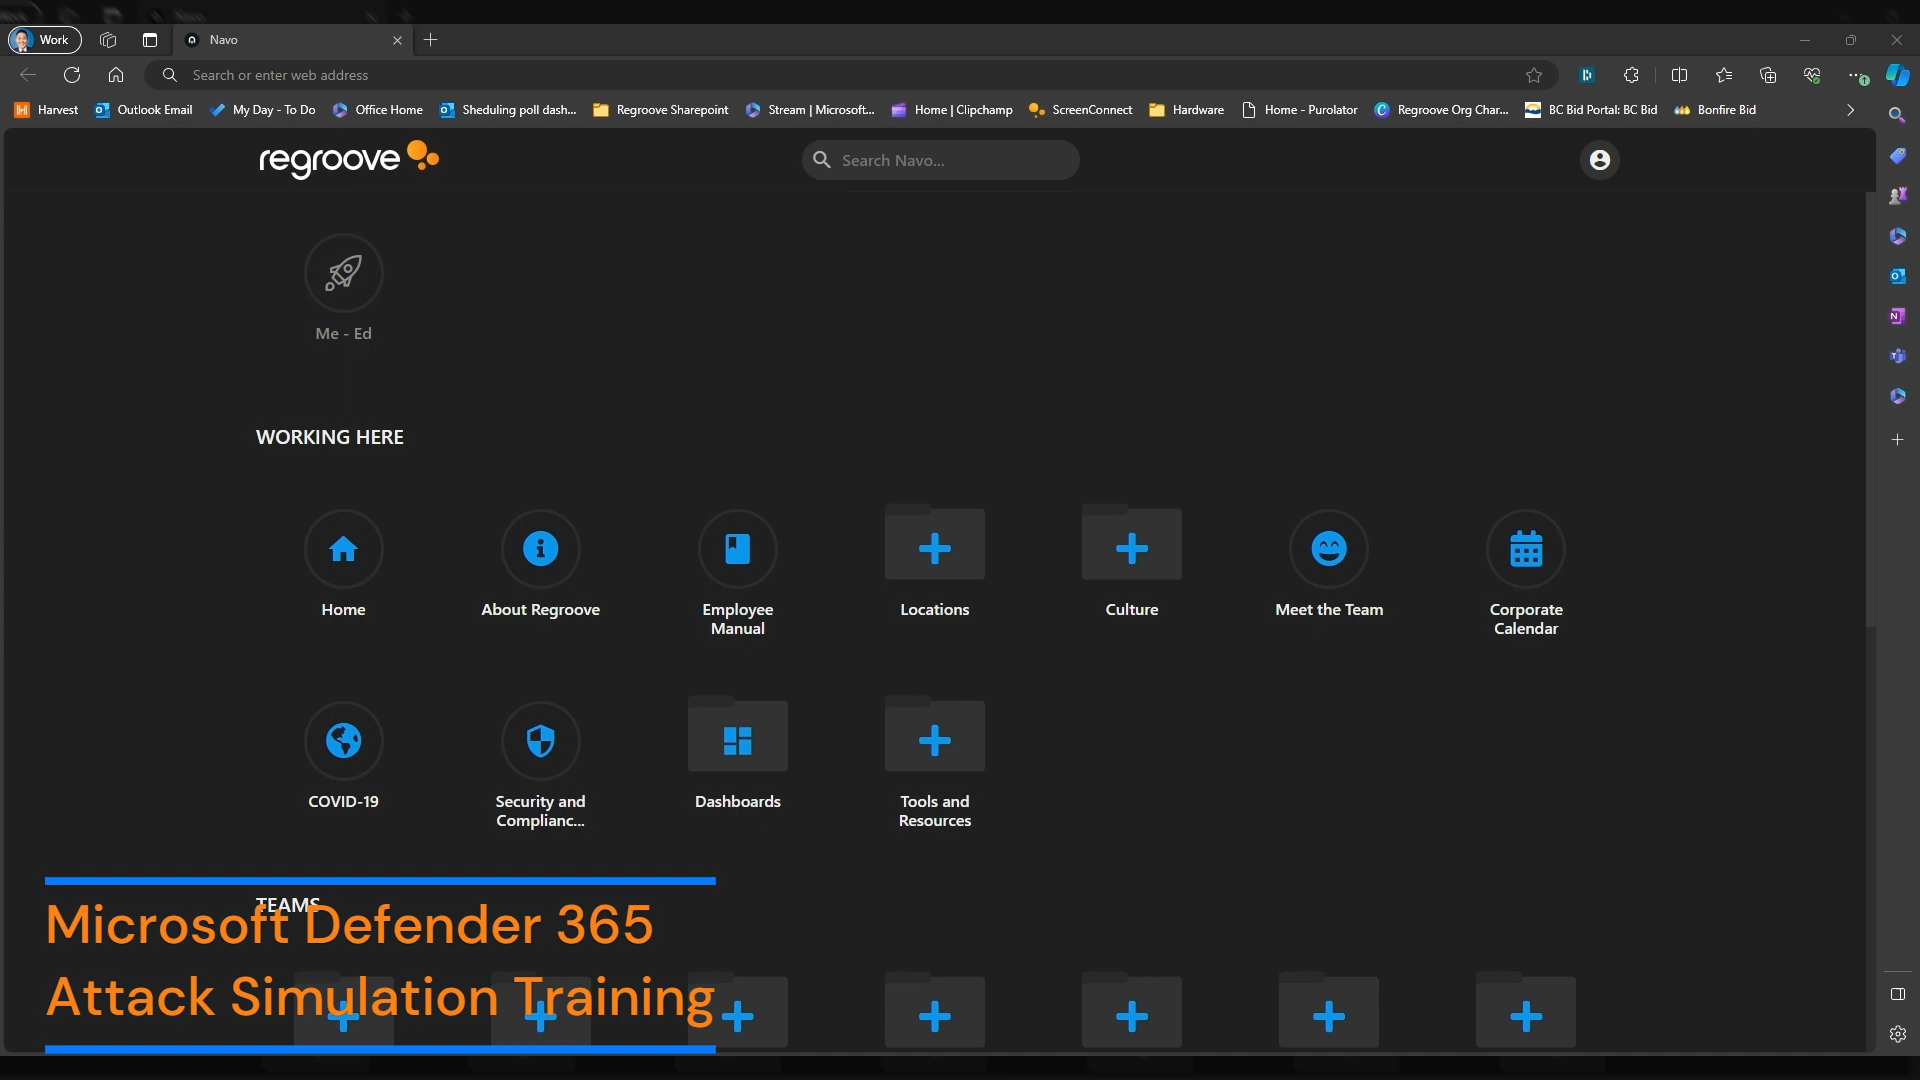 Work
Navo
Search or enter web address
Harvest
Outlook Email
My Day - To Do
Office Home
Sheduling poll dash...
Regroove Sharepoint
Stream | Microsoft...
Home | Clipchamp
ScreenConnect
Hardware
Home - Purolator
Regroove Org Char...
BC Bid Portal: BC Bid
Bonfire Bid
regroove
Search Navo...
Me - Ed
WORKING HERE
Home
About Regroove
Employee
Manual
Locations
Culture
Meet the Team
Corporate
Calendar
COVID-19
Security and
Complianc...
Dashboards
Tools and
Resources
TEAMS
Microsoft Defender 365
Attack Simulation Training